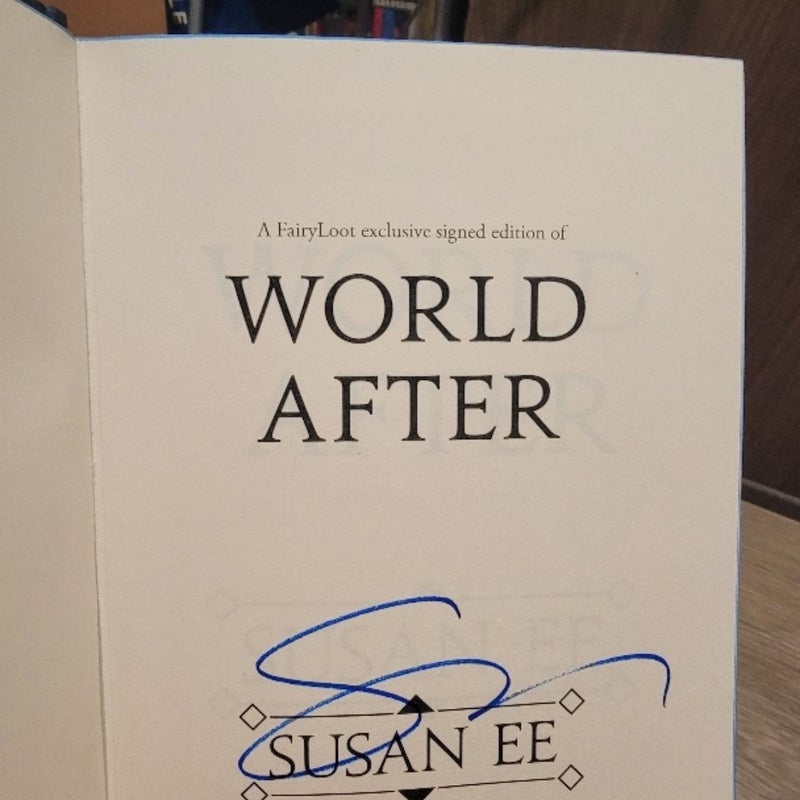 A FairyLoot exclusive signed edition of
WORLD
AFTER
SUSAN EE